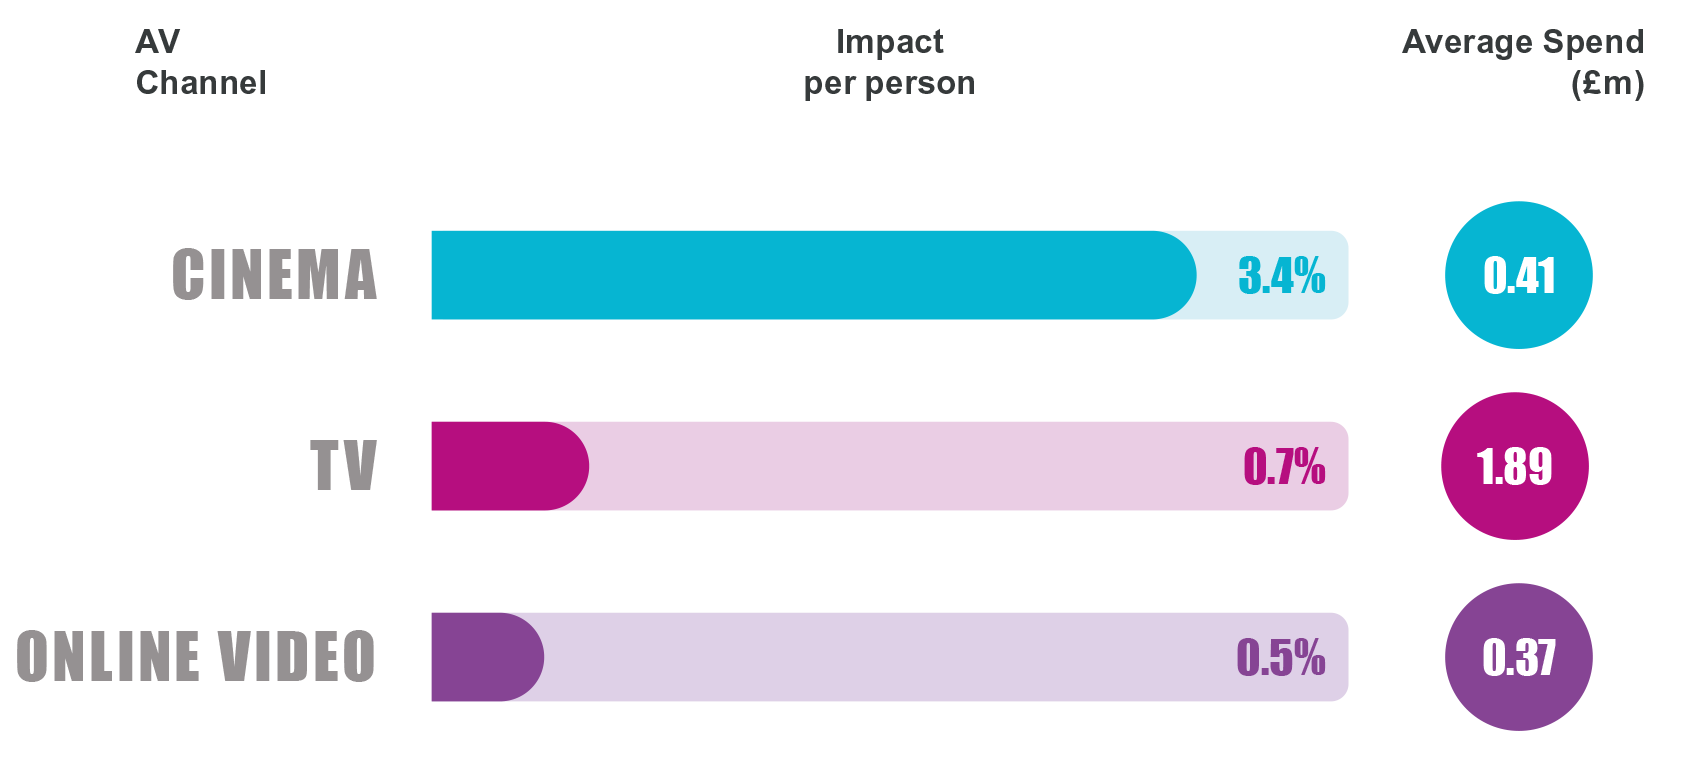 AV
Channel
Impact
per person
Average Spend
(£m)
CINEMA
3.4%
0.41
TV
0.7%
1.89
ONLINE VIDEO
0.5%
0.37